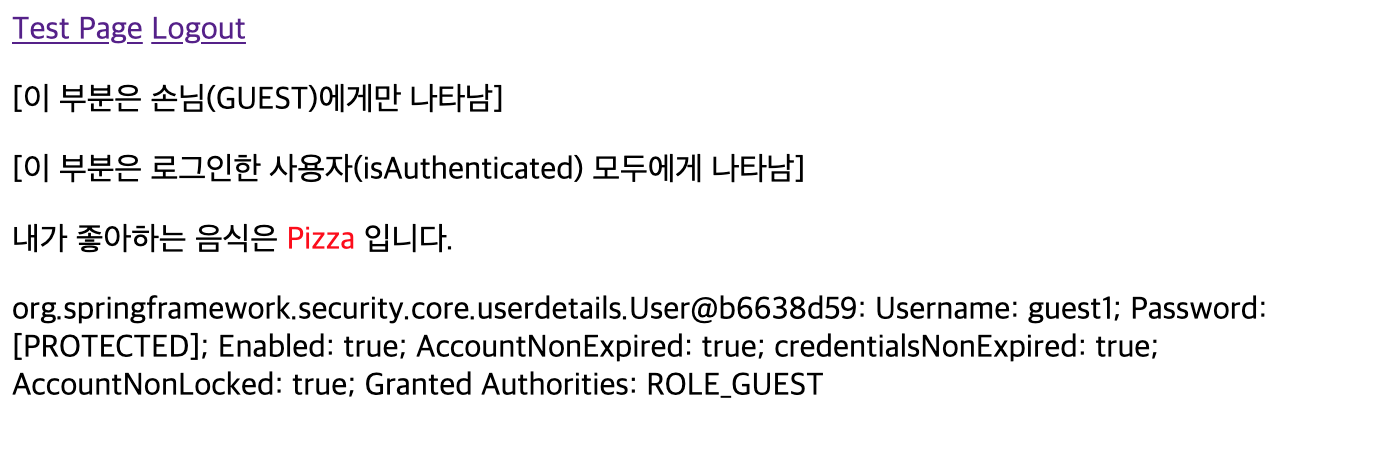 Test Page Logout
[이 부분은 손님(GUEST)에게만 나타남]
[이 부분은 로그인한 사용자(isAuthenticated) 모두에게 나타남]
내가 좋아하는 음식은 Pizza 입니다.
org.springframework.security.core.userdetails.User@b6638d59: Username: guest1; Password:
[PROTECTED]; Enabled: true; AccountNonExpired: true; credentialsNonExpired: true;
AccountNonLocked: true; Granted Authorities: ROLE_GUEST